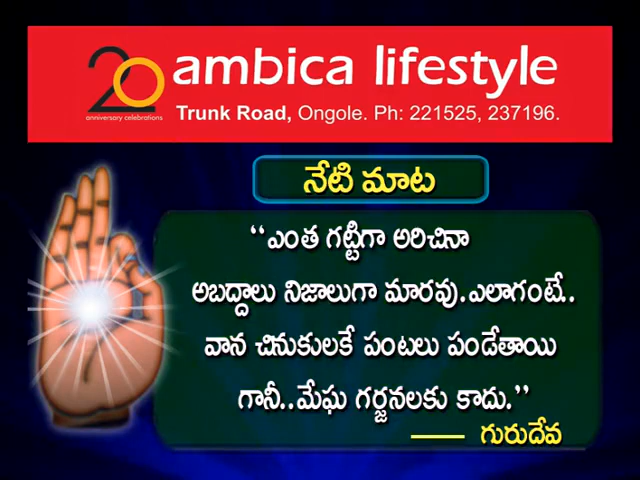 20 ambica lifestyle
anniversary celebrations
Trunk Road, Ongole. Ph: 221525, 237196.
నేటి మాట
“ఎంత గట్టిగా అరిచినా
అబద్దాలు నిజాలుగా మారవు.ఎలాగంటే..
వాన చినుకులకే పంటలు పండేతాయి
గానీ..మేఘ గర్జనలకు కాదు.”
—— గురుదేవ